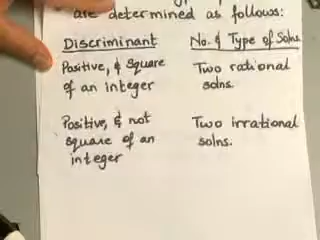 are determined as follows:
Discriminant No. & Type of Solns.
Positive, & Square Two rational
of an integer solns.
Positive, & not Two irrational
square of an solns.
integer